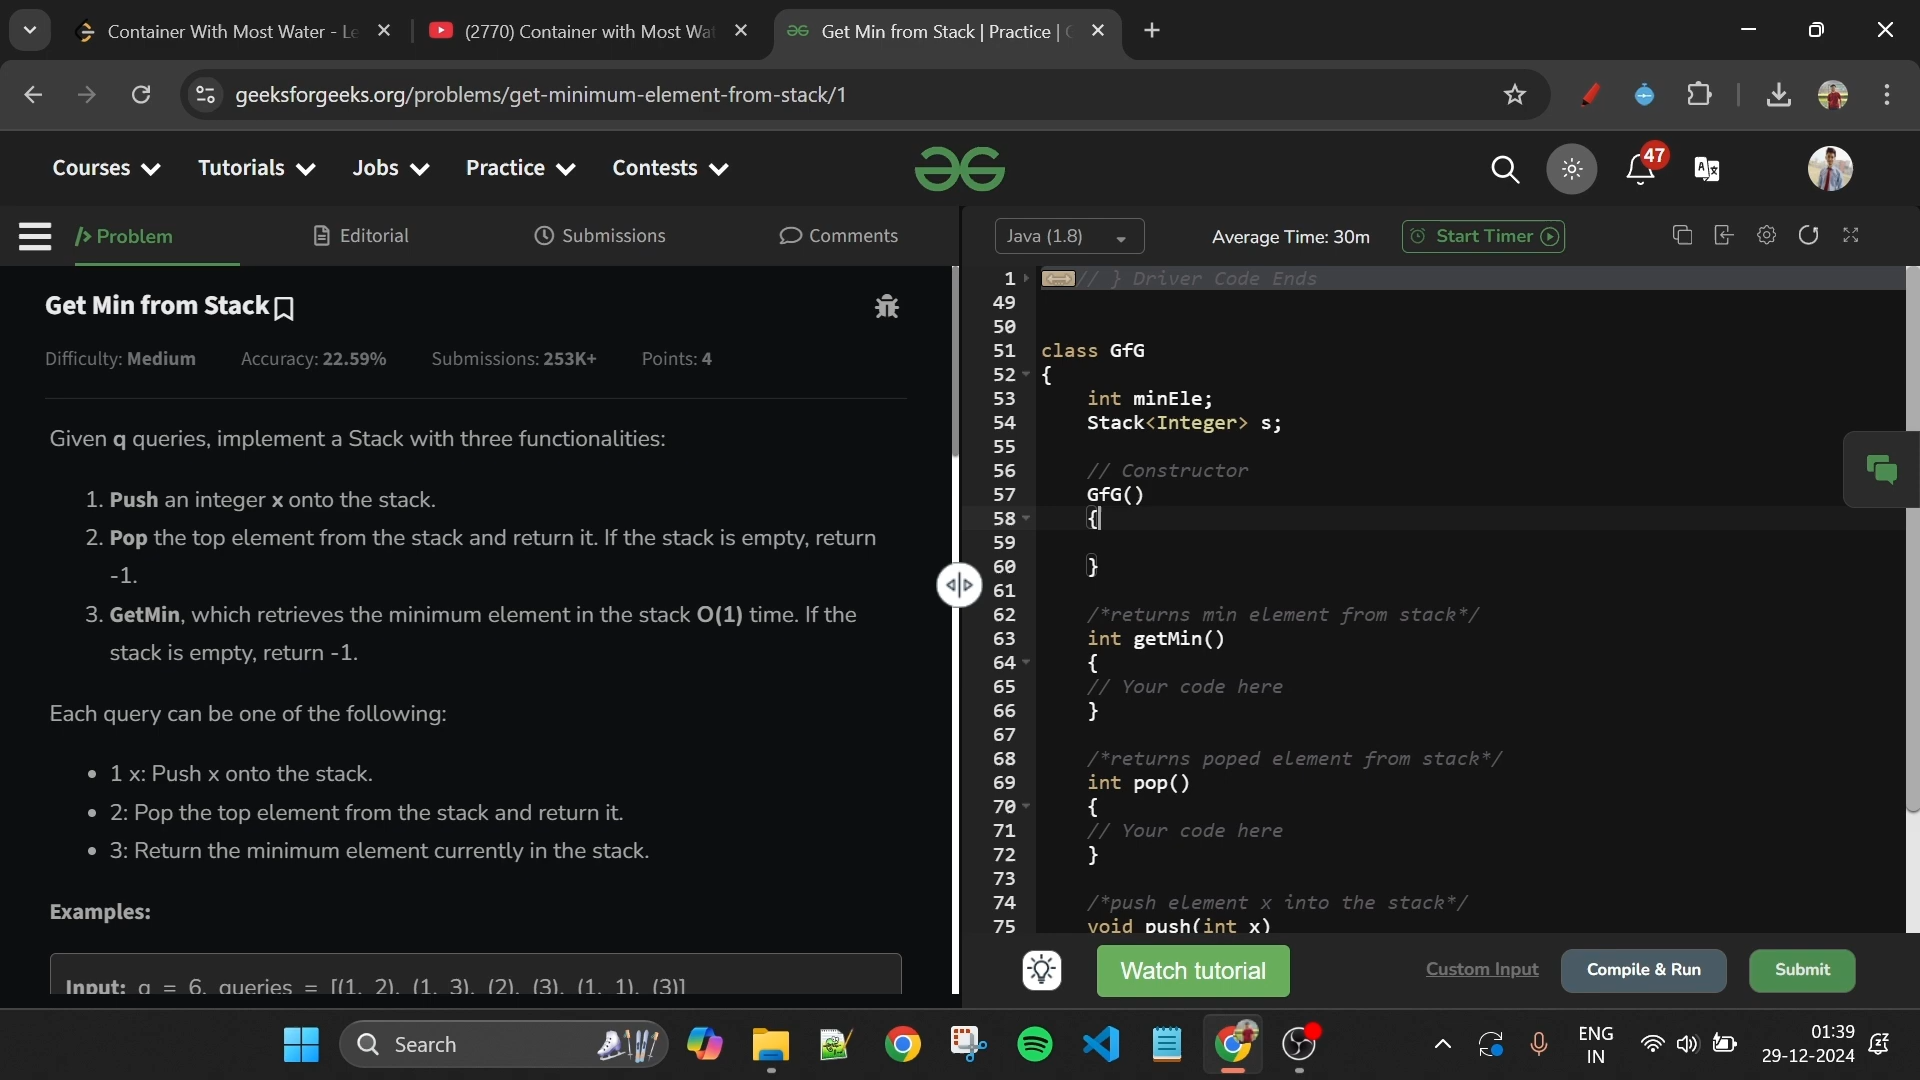 Container With Most Water - Le
(2770) Container with Most Wat
Get Min from Stack | Practice |
geeksforgeeks.org/problems/get-minimum-element-from-stack/1
Courses
Tutorials
Jobs
Practice
Contests
47
Problem
Editorial
Submissions
Comments
Java (1.8)
Average Time: 30m
Start Timer
Get Min from Stack
Difficulty: Medium Accuracy: 22.59% Submissions: 253K+ Points: 4
Given q queries, implement a Stack with three functionalities:
1. Push an integer x onto the stack.
2. Pop the top element from the stack and return it. If the stack is empty, return
-1.
3. GetMin, which retrieves the minimum element in the stack O(1) time. If the
stack is empty, return -1.
Each query can be one of the following:
• 1 x: Push x onto the stack.
• 2: Pop the top element from the stack and return it.
• 3: Return the minimum element currently in the stack.
Examples:
Input: q = 6, queries = [(1, 2), (1, 3), (2), (3), (1, 1), (3)]
1 // } Driver Code Ends
49
50
51 class GfG
52 {
53 int minEle;
54 Stack<Integer> s;
55
56 // Constructor
57 GfG()
58 {
59
60 }
61
62 /*returns min element from stack*/
63 int getMin()
64 {
65 // Your code here
66 }
67
68 /*returns poped element from stack*/
69 int pop()
70 {
71 // Your code here
72 }
73
74 /*push element x into the stack*/
75 void push(int x)
Watch tutorial
Custom Input
Compile & Run
Submit
Search
ENG
IN
01:39
29-12-2024